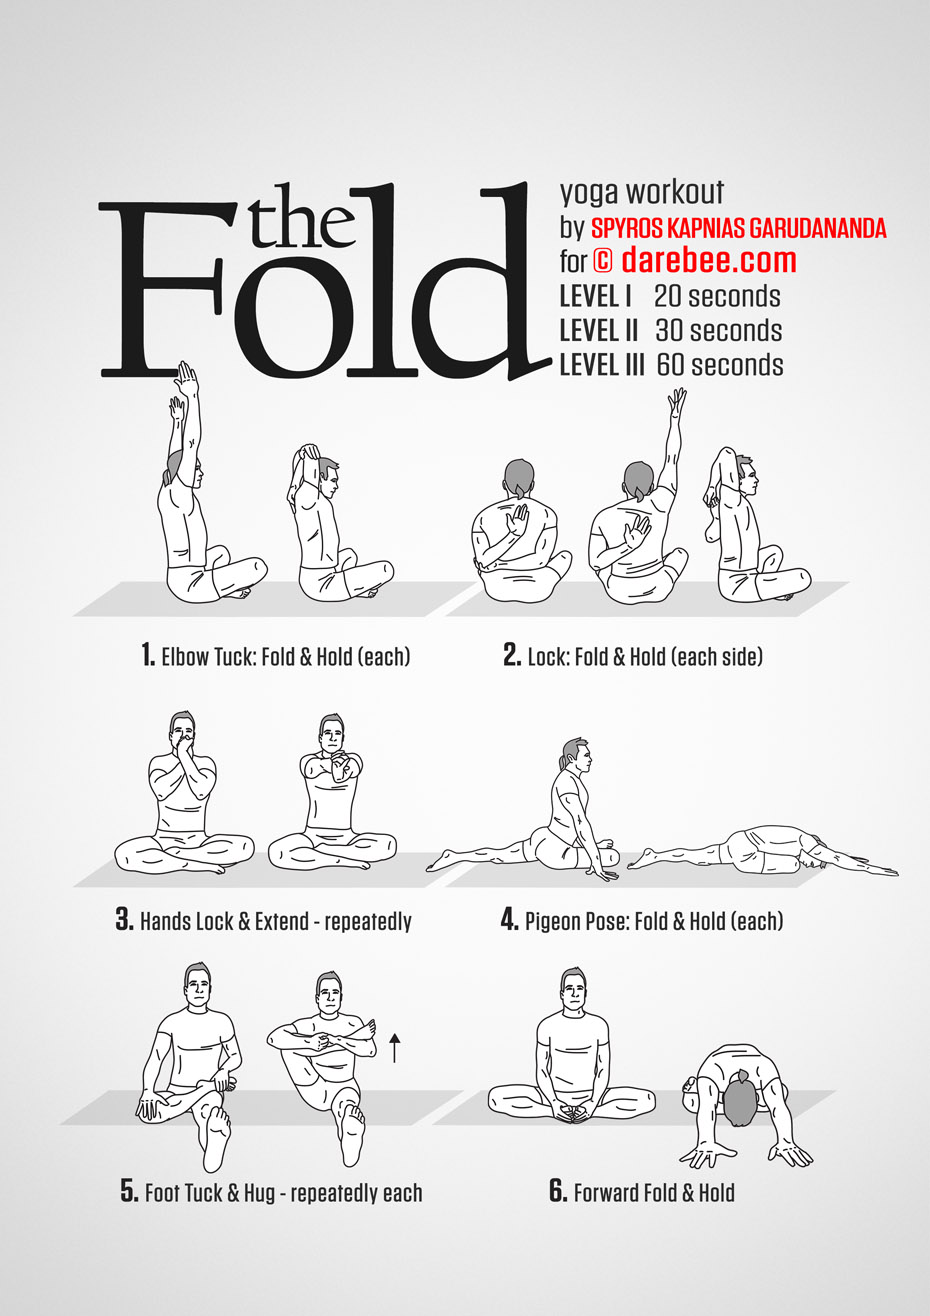 the
Fold
yoga workout
by SPYROS KAPNIAS GARUDANANDA
for © darebee.com
LEVEL I 20 seconds
LEVEL II 30 seconds
LEVEL III 60 seconds
1. Elbow Tuck: Fold & Hold (each)
2. Lock: Fold & Hold (each side)
3. Hands Lock & Extend - repeatedly
4. Pigeon Pose: Fold & Hold (each)
5. Foot Tuck & Hug - repeatedly each
6. Forward Fold & Hold